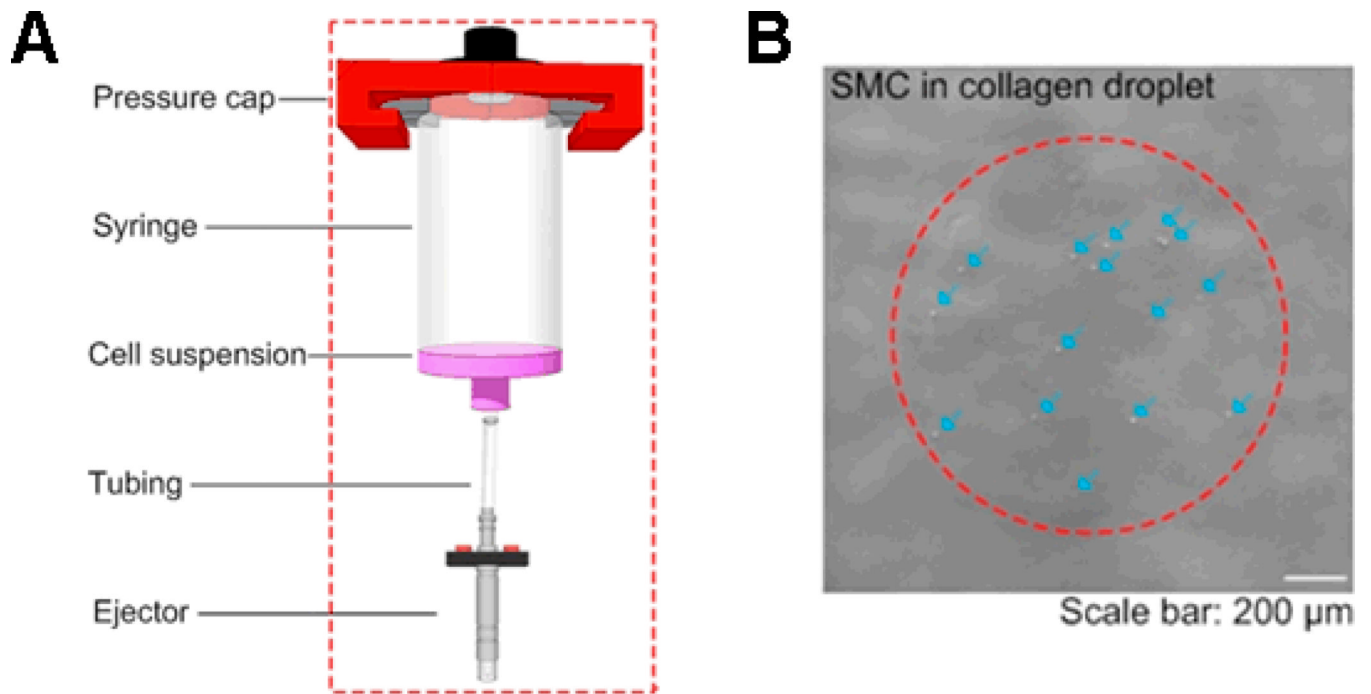 A
Pressure cap
Syringe
Cell suspension
Tubing
Ejector
B
SMC in collagen droplet
Scale bar: 200 μm